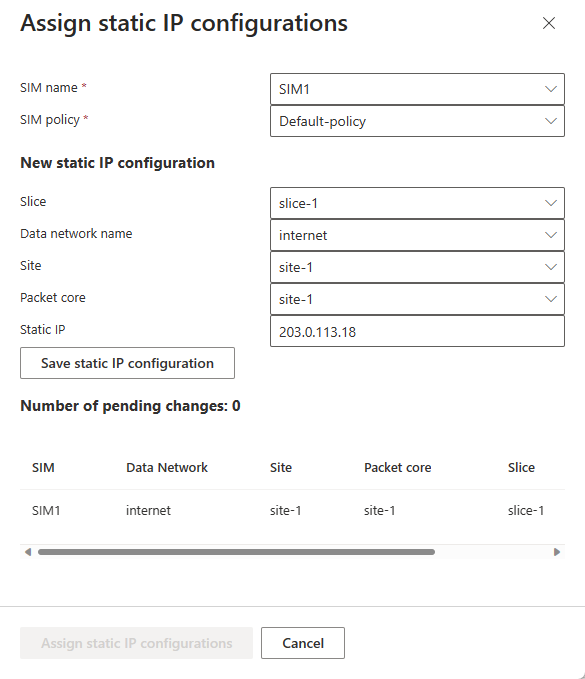 Assign static IP configurations
SIM name *
SIM1
SIM policy *
Default-policy
New static IP configuration
Slice
slice-1
Data network name
internet
Site
site-1
Packet core
site-1
Static IP
203.0.113.18
Save static IP configuration
Number of pending changes: 0
SIM Data Network Site Packet core Slice
SIM1 internet site-1 site-1 slice-1
Assign static IP configurations Cancel